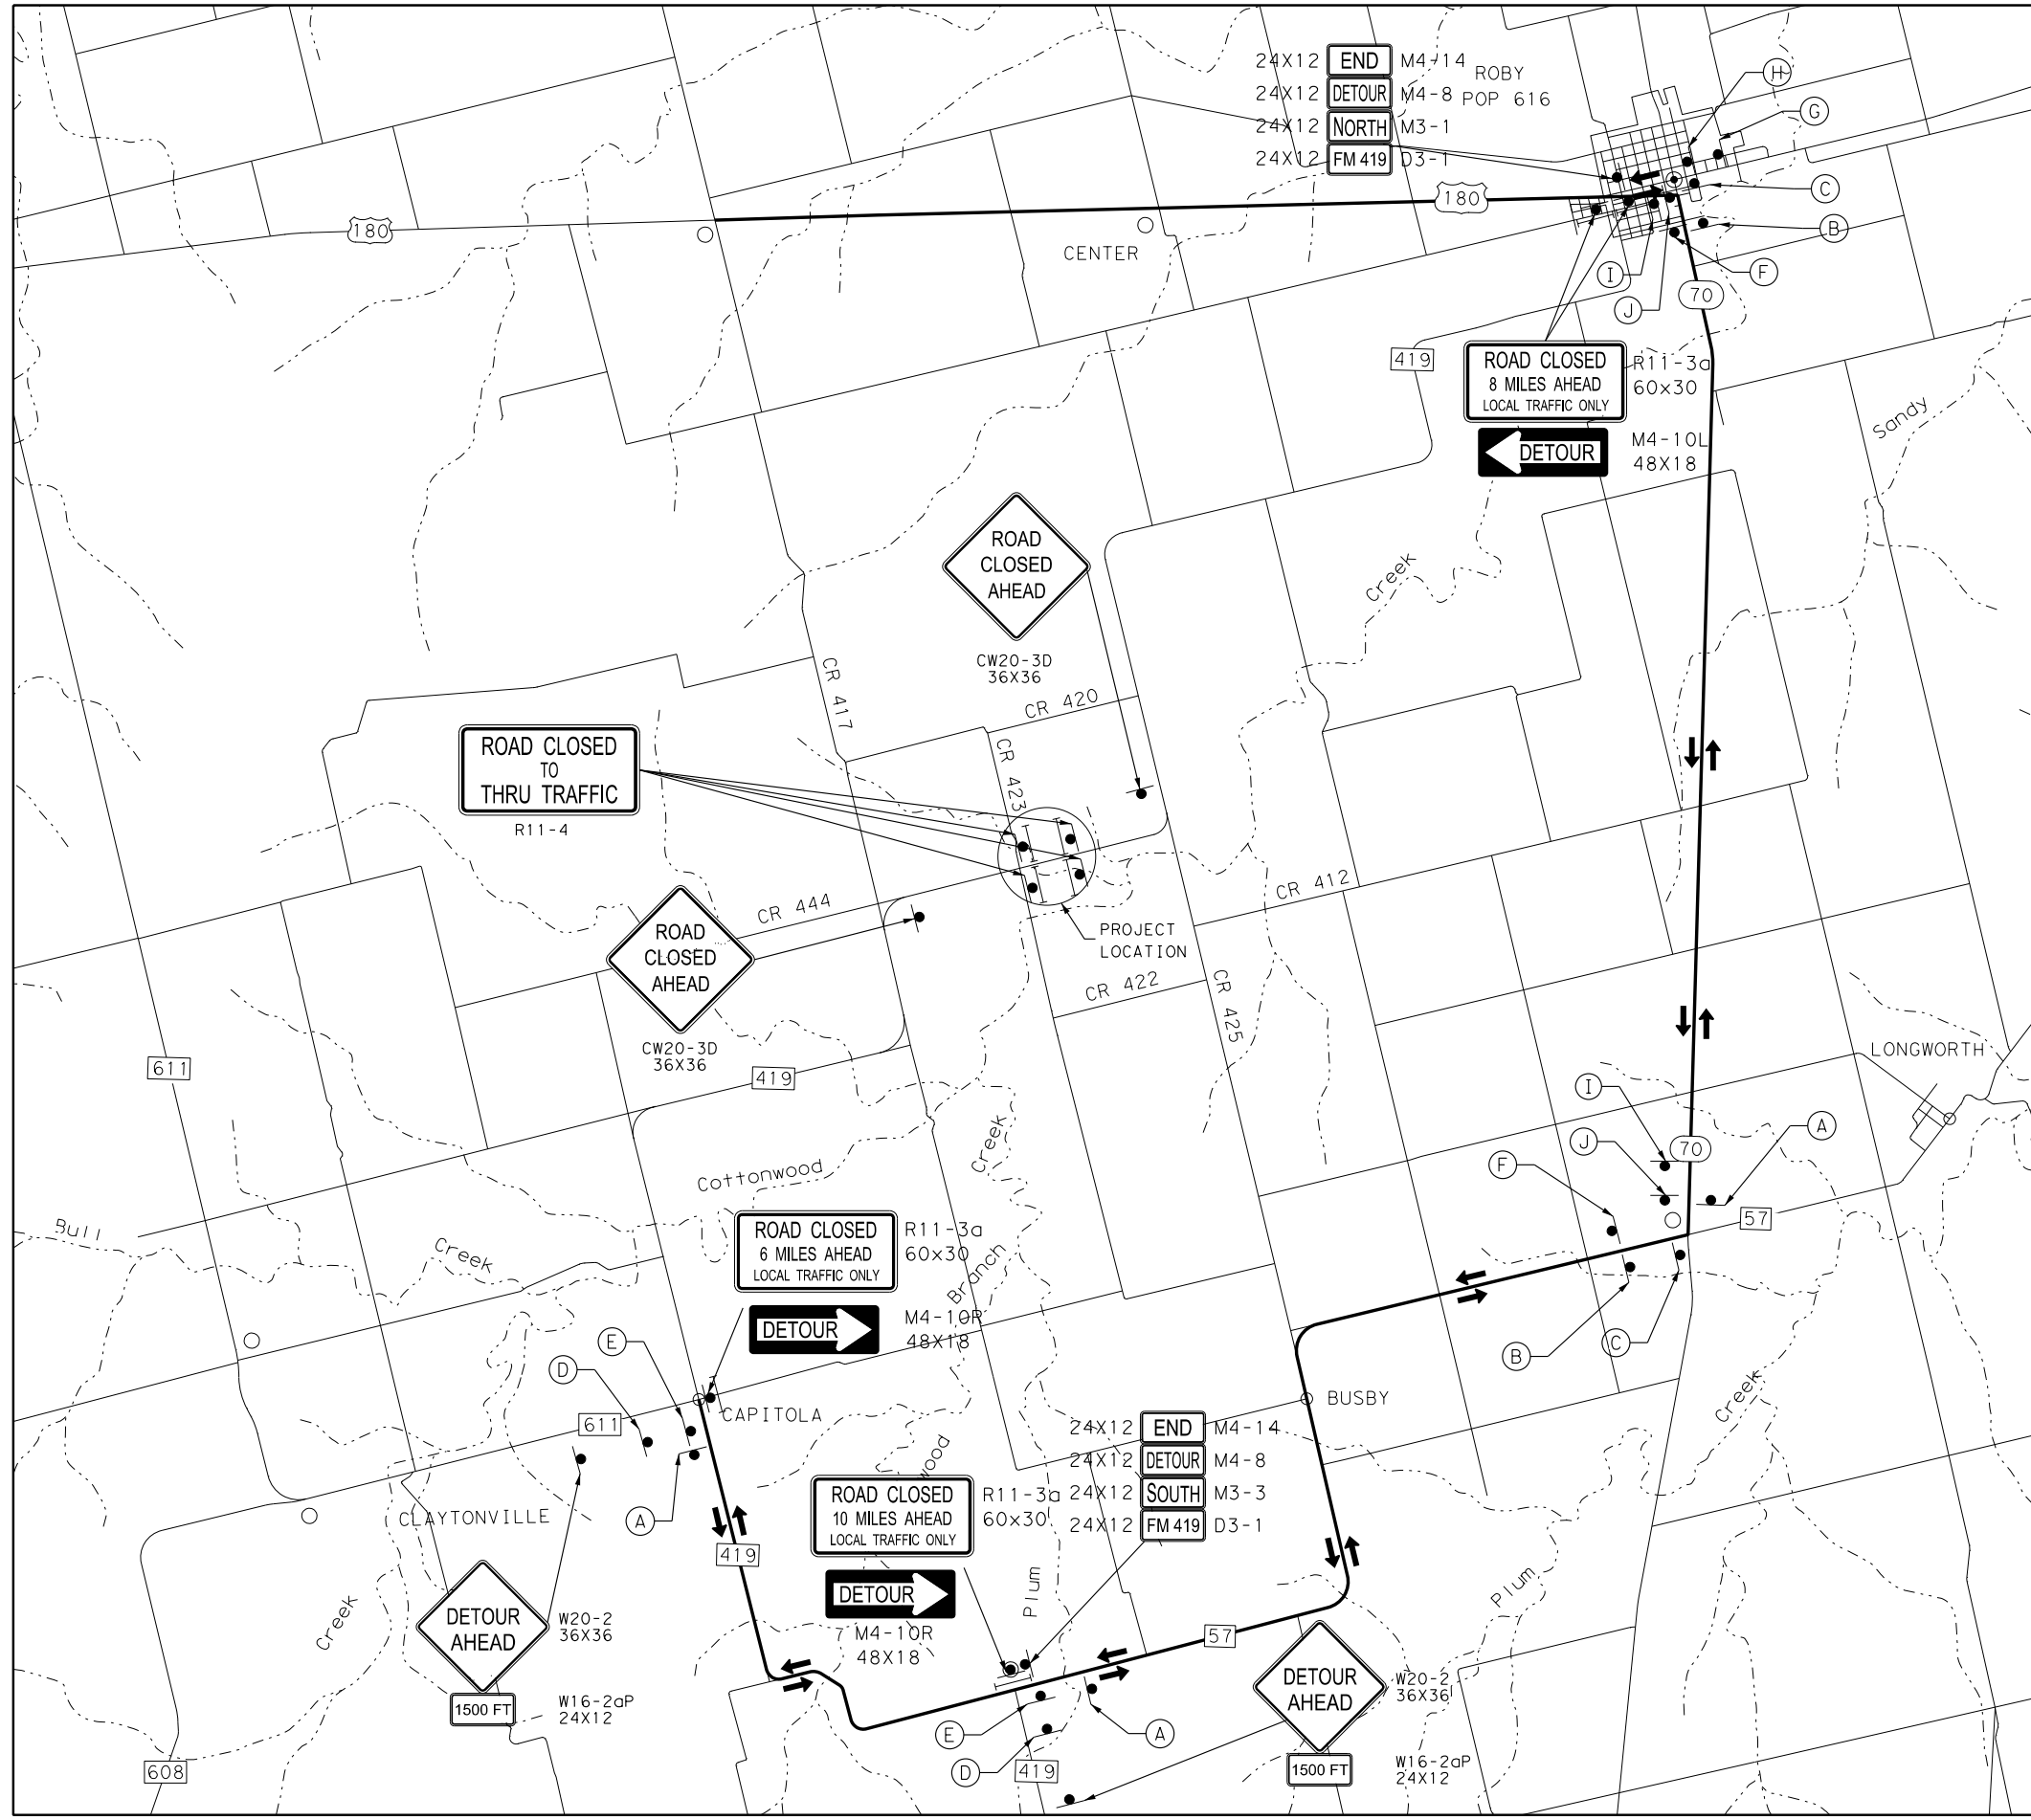 24X12 END M4-14
24X12 DETOUR M4-8
24X12 NORTH M3-1
24X12 FM 419 D3-1
ROBY
POP 616
H
G
C
B
F
I
J
180
180
CENTER
70
419
ROAD CLOSED
8 MILES AHEAD
LOCAL TRAFFIC ONLY
R11-3a
60x30
DETOUR
M4-10L
48X18
Sandy
Creek
ROAD
CLOSED
AHEAD
CW20-3D
36X36
CR 417
CR 420
CR 423
ROAD CLOSED
TO
THRU TRAFFIC
R11-4
CR 444
CR 412
PROJECT
LOCATION
CR 422
CR 425
ROAD
CLOSED
AHEAD
CW20-3D
36X36
611
419
LONGWORTH
I
J
F
A
70
57
B
C
Cottonwood
Creek
Bull
Creek
Branch
ROAD CLOSED
6 MILES AHEAD
LOCAL TRAFFIC ONLY
R11-3a
60x30
DETOUR
M4-10R
48X18
E
D
A
611
CAPITOLA
BUSBY
Creek
24X12 END M4-14
24X12 DETOUR M4-8
24X12 SOUTH M3-3
24X12 FM 419 D3-1
wood
ROAD CLOSED
10 MILES AHEAD
LOCAL TRAFFIC ONLY
R11-3a
60x30
DETOUR
M4-10R
48X18
CLAYTONVILLE
419
Plum
Plum
57
Creek
DETOUR
AHEAD
W20-2
36X36
1500 FT
W16-2aP
24X12
DETOUR
AHEAD
W20-2
36X36
1500 FT
W16-2aP
24X12
E
D
A
419
608